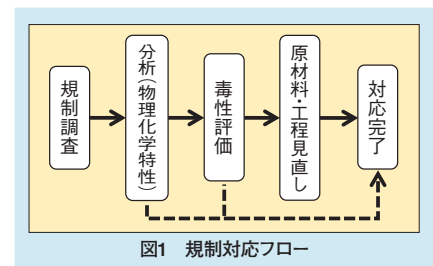 規制調査
分析(物理化学特性)
毒性評価
原材料・工程見直し
対応完了
図1 規制対応フロー